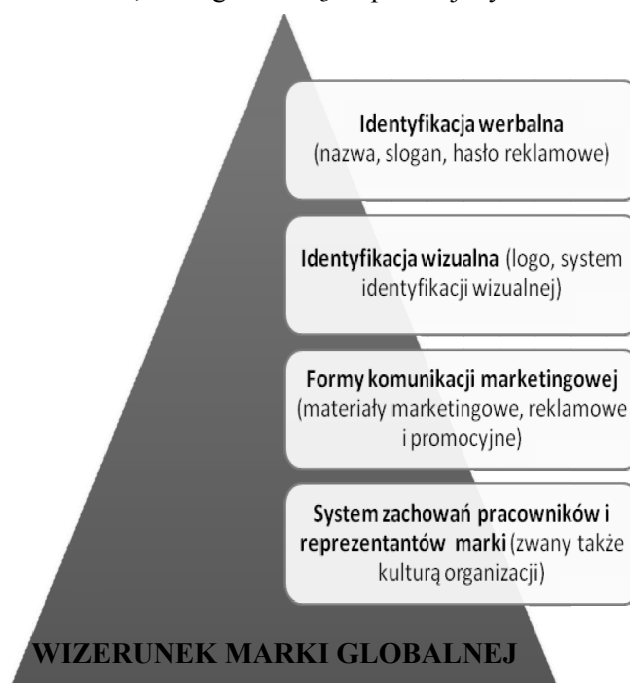 Identyfikacja werbalna
(nazwa, slogan, hasło reklamowe)
Identyfikacja wizualna (logo, system
identyfikacji wizualnej)
Formy komunikacji marketingowej
(materiały marketingowe, reklamowe
i promocyjne)
System zachowań pracowników i
reprezentantów marki (zwany także
kulturą organizacji)
WIZERUNEK MARKI GLOBALNEJ